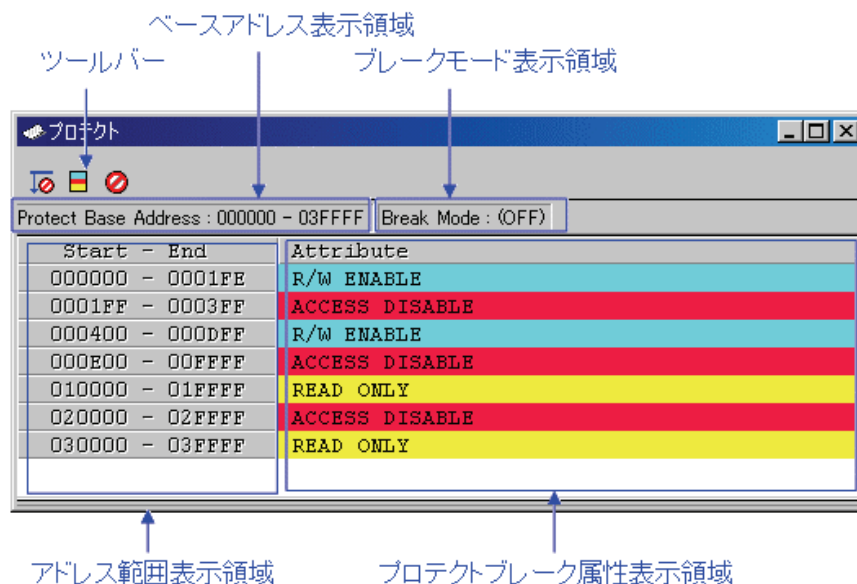 ベースアドレス表示領域
ツールバー ブレークモード表示領域
プロテクト
Protect Base Address : 000000 - 03FFFF Break Mode : (OFF)
Start - End Attribute
000000 - 0001FE R/W ENABLE
0001FF - 0003FF ACCESS DISABLE
000400 - 000DFF R/W ENABLE
000E00 - 00FFFF ACCESS DISABLE
010000 - 01FFFF READ ONLY
020000 - 02FFFF ACCESS DISABLE
030000 - 03FFFF READ ONLY
アドレス範囲表示領域 プロテクトブレーク属性表示領域